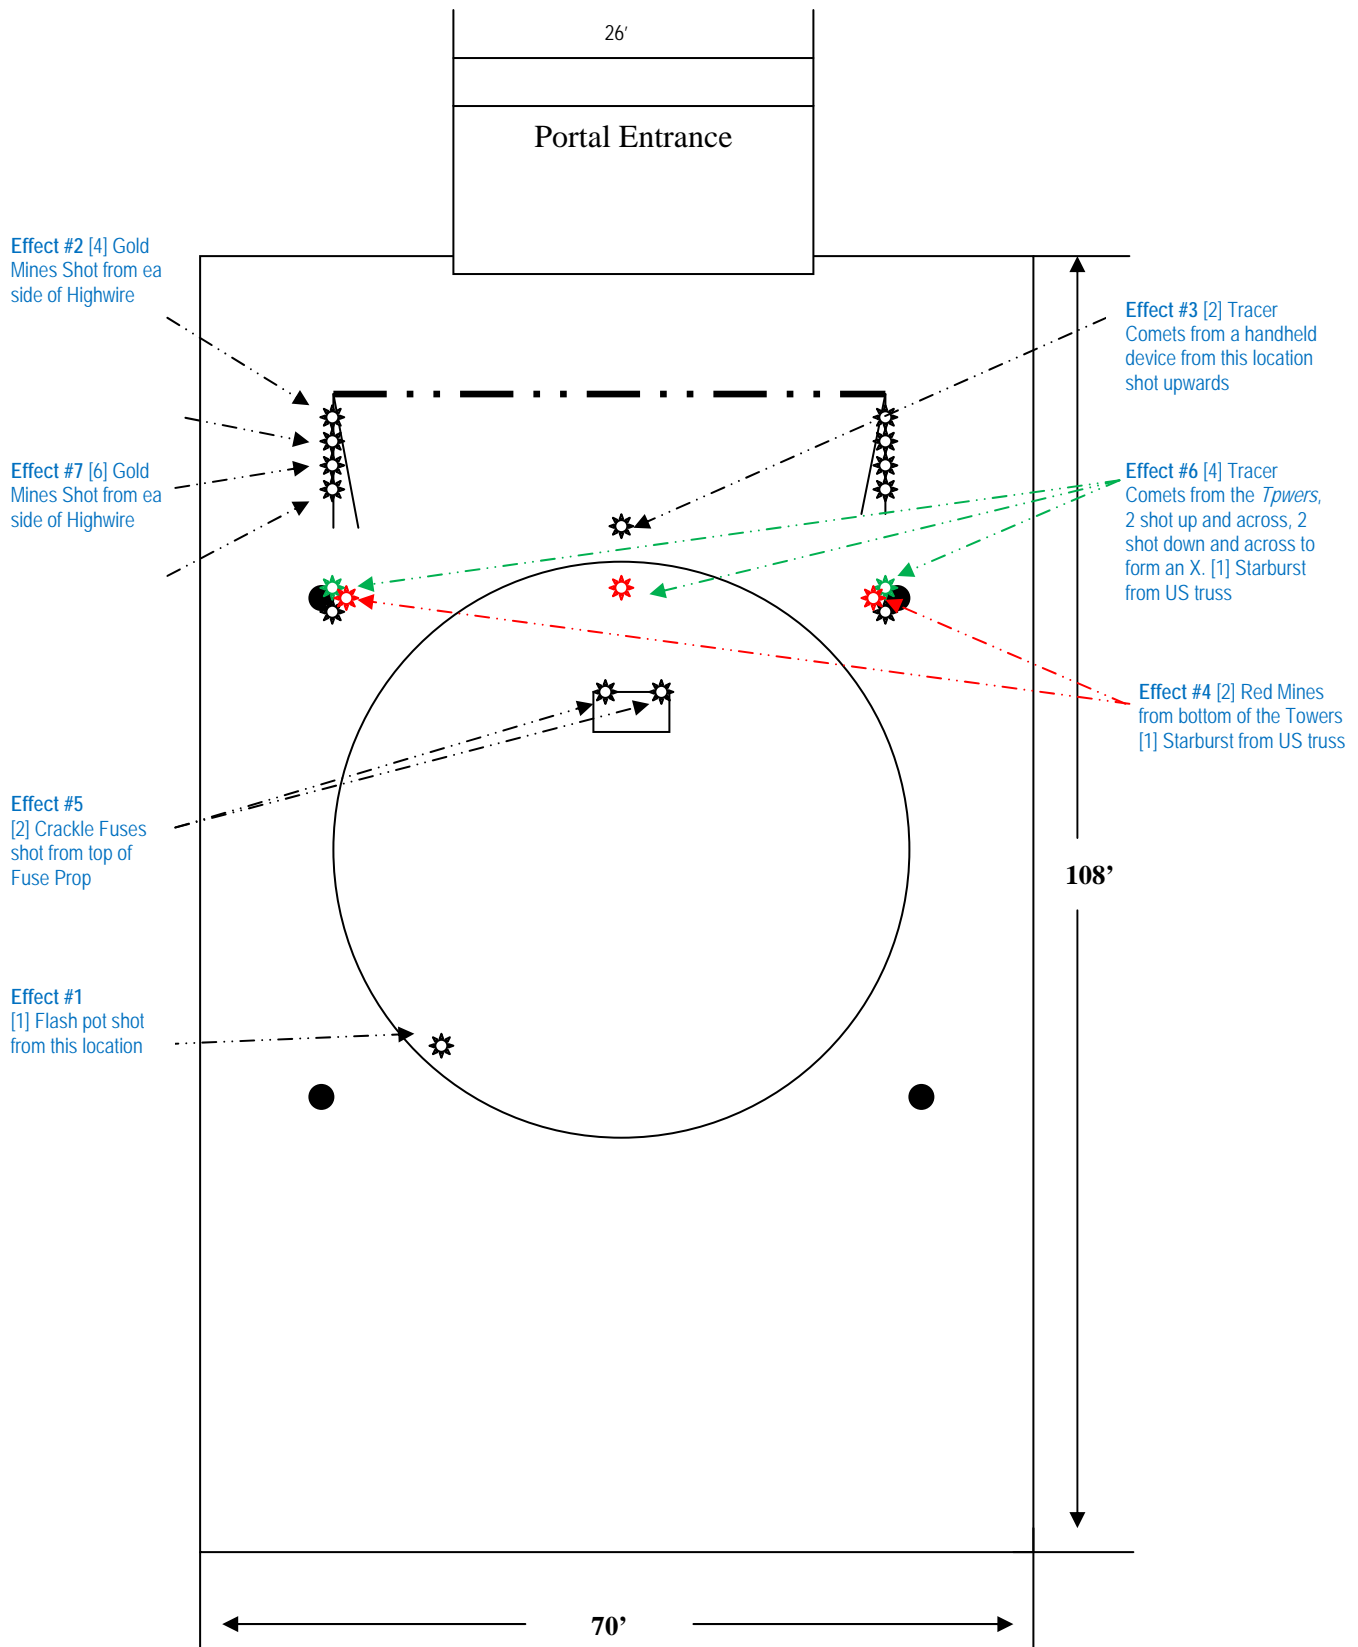 26'
Portal Entrance
Effect #2 [4] Gold
Mines Shot from ea
side of Highwire
Effect #3 [2] Tracer
Comets from a handheld
device from this location
shot upwards
Effect #7 [6] Gold
Mines Shot from ea
side of Highwire
Effect #6 [4] Tracer
Comets from the Tpwers,
2 shot up and across, 2
shot down and across to
form an X. [1] Starburst
from US truss
Effect #4 [2] Red Mines
from bottom of the Towers
[1] Starburst from US truss
Effect #5
[2] Crackle Fuses
shot from top of
Fuse Prop
108’
Effect #1
[1] Flash pot shot
from this location
70’